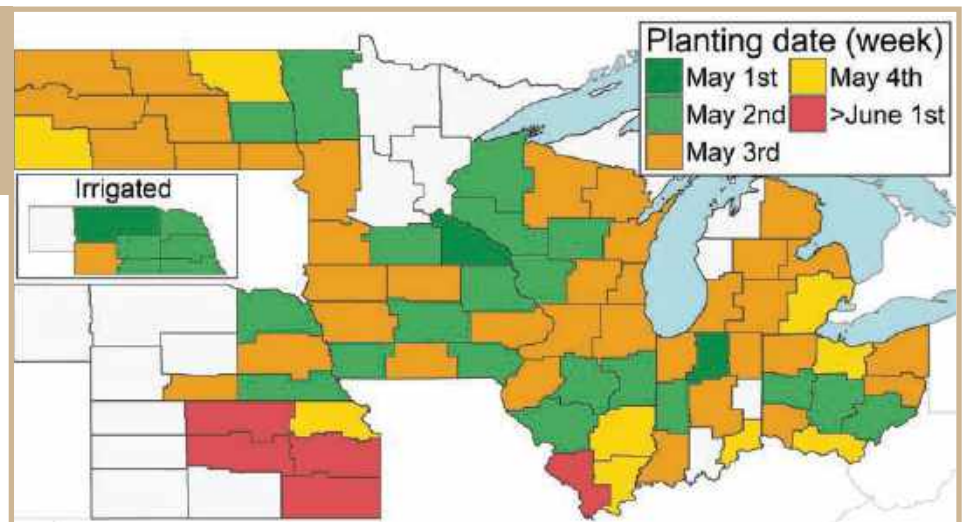 Planting date (week)
May 1st
May 4th
May 2nd
>June 1st
May 3rd
Irrigated